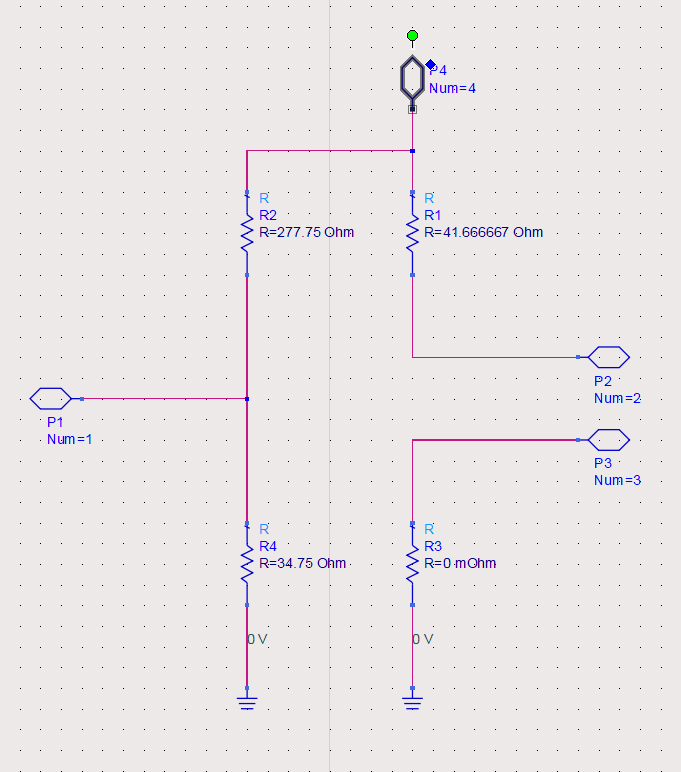 P4
Num=4
R
R2
R=277.75 Ohm
R
R1
R=41.666667 Ohm
P2
Num=2
P1
Num=1
P3
Num=3
R
R4
R=34.75 Ohm
R
R3
R=0 mOhm
0 V
0 V